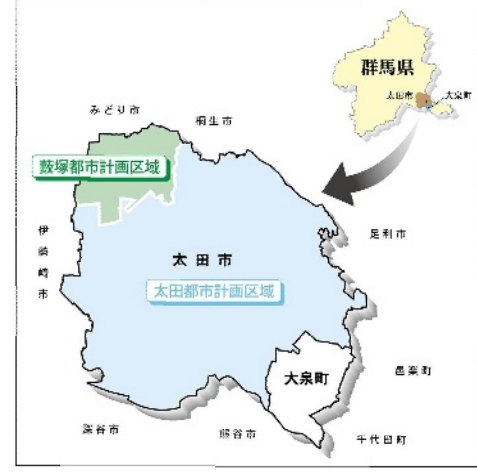 群馬県
太田市
大泉町
みどり市
桐生市
藪塚都市計画区域
伊勢崎市
足利市
太田市
太田都市計画区域
大泉町
邑楽町
深谷市
熊谷市
千代田町